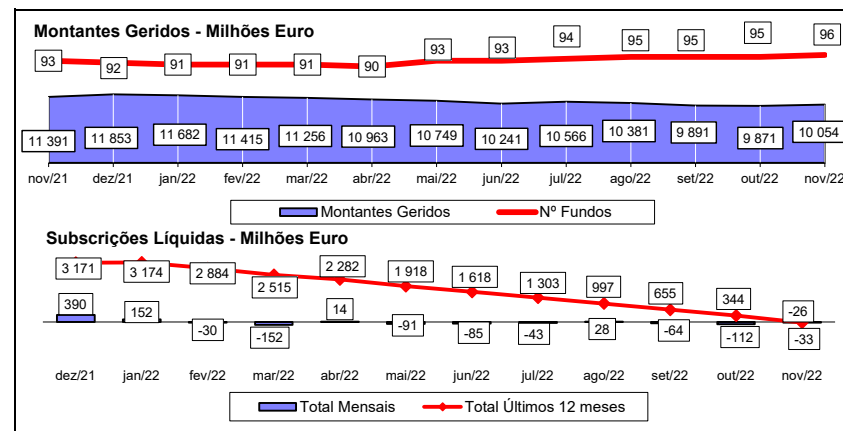 Montantes Geridos - Milhões Euro
93 92 91 91 91 90 93 93 94 95 95 95 96
11 391 11 853 11 682 11 415 11 256 10 963 10 749 10 241 10 566 10 381 9 891 9 871 10 054
nov/21 dez/21 jan/22 fev/22 mar/22 abr/22 mai/22 jun/22 jul/22 ago/22 set/22 out/22 nov/22
Montantes Geridos Nº Fundos
Subscrições Líquidas - Milhões Euro
3 171 3 174 2 884 2 515 2 282 1 918 1 618 1 303 997 655 344 -26
390 152 -30 -152 14 -91 -85 -43 28 -64 -112 -33
dez/21 jan/22 fev/22 mar/22 abr/22 mai/22 jun/22 jul/22 ago/22 set/22 out/22 nov/22
Total Mensais Total Últimos 12 meses